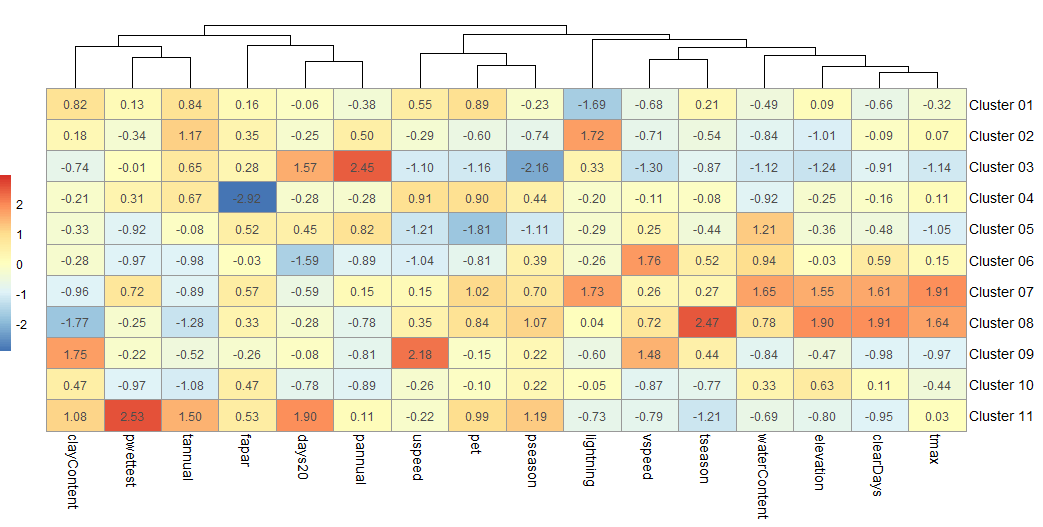 0.82 0.13 0.84 0.16 -0.06 -0.38 0.55 0.89 -0.23 -1.69 -0.68 0.21 -0.49 0.09 -0.66 -0.32 Cluster 01
0.18 -0.34 1.17 0.35 -0.25 0.50 -0.29 -0.60 -0.74 1.72 -0.71 -0.54 -0.84 -1.01 -0.09 0.07 Cluster 02
-0.74 -0.01 0.65 0.28 1.57 2.45 -1.10 -1.16 -2.16 0.33 -1.30 -0.87 -1.12 -1.24 -0.91 -1.14 Cluster 03
-0.21 0.31 0.67 -2.92 -0.28 -0.28 0.91 0.90 0.44 -0.20 -0.11 -0.08 -0.92 -0.25 -0.16 0.11 Cluster 04
-0.33 -0.92 -0.08 0.52 0.45 0.82 -1.21 -1.81 -1.11 -0.29 0.25 -0.44 1.21 -0.36 -0.48 -1.05 Cluster 05
-0.28 -0.97 -0.98 -0.03 -1.59 -0.89 -1.04 -0.81 0.39 -0.26 1.76 0.52 0.94 -0.03 0.59 0.15 Cluster 06
-0.96 0.72 -0.89 0.57 -0.59 0.15 0.15 1.02 0.70 1.73 0.26 0.27 1.65 1.55 1.61 1.91 Cluster 07
-1.77 -0.25 -1.28 0.33 -0.28 -0.78 0.35 0.84 1.07 0.04 0.72 2.47 0.78 1.90 1.91 1.64 Cluster 08
1.75 -0.22 -0.52 -0.26 -0.08 -0.81 2.18 -0.15 0.22 -0.60 1.48 0.44 -0.84 -0.47 -0.98 -0.97 Cluster 09
0.47 -0.97 -1.08 0.47 -0.78 -0.89 -0.26 -0.10 0.22 -0.05 -0.87 -0.77 0.33 0.63 0.11 -0.44 Cluster 10
1.08 2.53 1.50 0.53 1.90 0.11 -0.22 0.99 1.19 -0.73 -0.79 -1.21 -0.69 -0.80 -0.95 0.03 Cluster 11
clayContent pwettest tannual fapar days20 pannual uspeed pet pseason lightning vspeed tseason waterContent elevation clearDays tmax
2
1
0
-1
-2